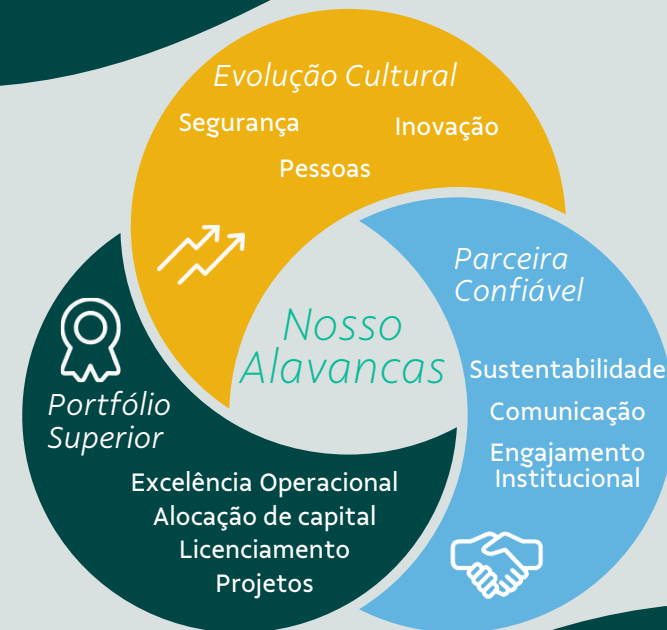 Evolução Cultural
Segurança
Inovação
Pessoas
Parceira
Confiável
Sustentabilidade
Comunicação
Engajamento
Institucional
Nosso
Alavancas
Portfólio
Superior
Excelência Operacional
Alocação de capital
Licenciamento
Projetos